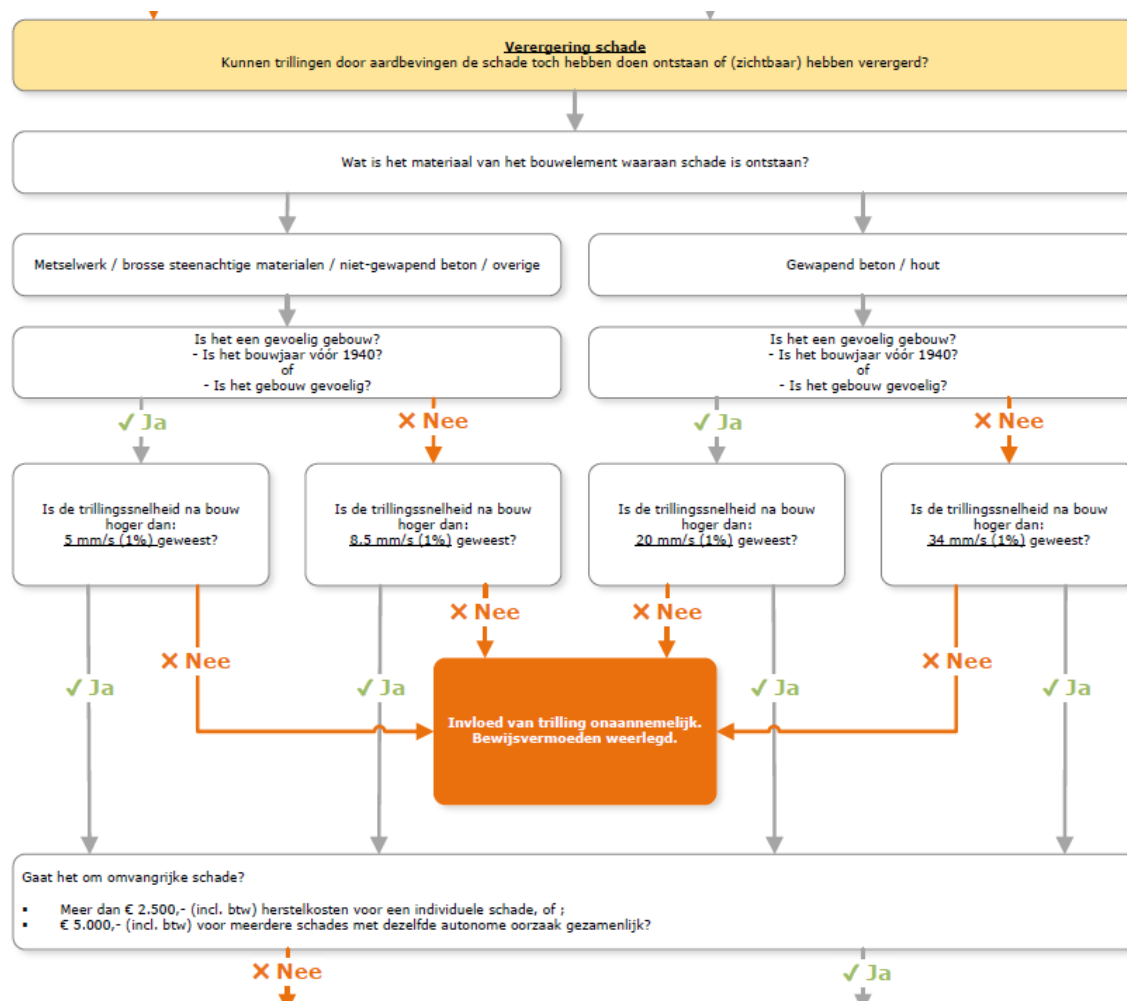 Verergering schade
Kunnen trillingen door aardbevingen de schade toch hebben doen ontstaan of (zichtbaar) hebben verergerd?
Wat is het materiaal van het bouwelement waaraan schade is ontstaan?
Metselwerk / brosse steenachtige materialen / niet-gewapend beton / overige
Gewapend beton / hout
Is het een gevoelig gebouw?
- Is het bouwjaar vóór 1940?
of
- Is het gebouw gevoelig?
Is het een gevoelig gebouw?
- Is het bouwjaar vóór 1940?
of
- Is het gebouw gevoelig?
✓ Ja
✕ Nee
✓ Ja
✕ Nee
Is de trillingssnelheid na bouw
hoger dan:
5 mm/s (1%) geweest?
Is de trillingssnelheid na bouw
hoger dan:
8.5 mm/s (1%) geweest?
Is de trillingssnelheid na bouw
hoger dan:
20 mm/s (1%) geweest?
Is de trillingssnelheid na bouw
hoger dan:
34 mm/s (1%) geweest?
✕ Nee
✕ Nee
✕ Nee
✕ Nee
✓ Ja
✓ Ja
✓ Ja
✓ Ja
Invloed van trilling onaannemelijk.
Bewijsvermoeden weerlegd.
Gaat het om omvangrijke schade?
▪ Meer dan € 2.500,- (incl. btw) herstelkosten voor een individuele schade, of ;
▪ € 5.000,- (incl. btw) voor meerdere schades met dezelfde autonome oorzaak gezamenlijk?
✕ Nee
✓ Ja